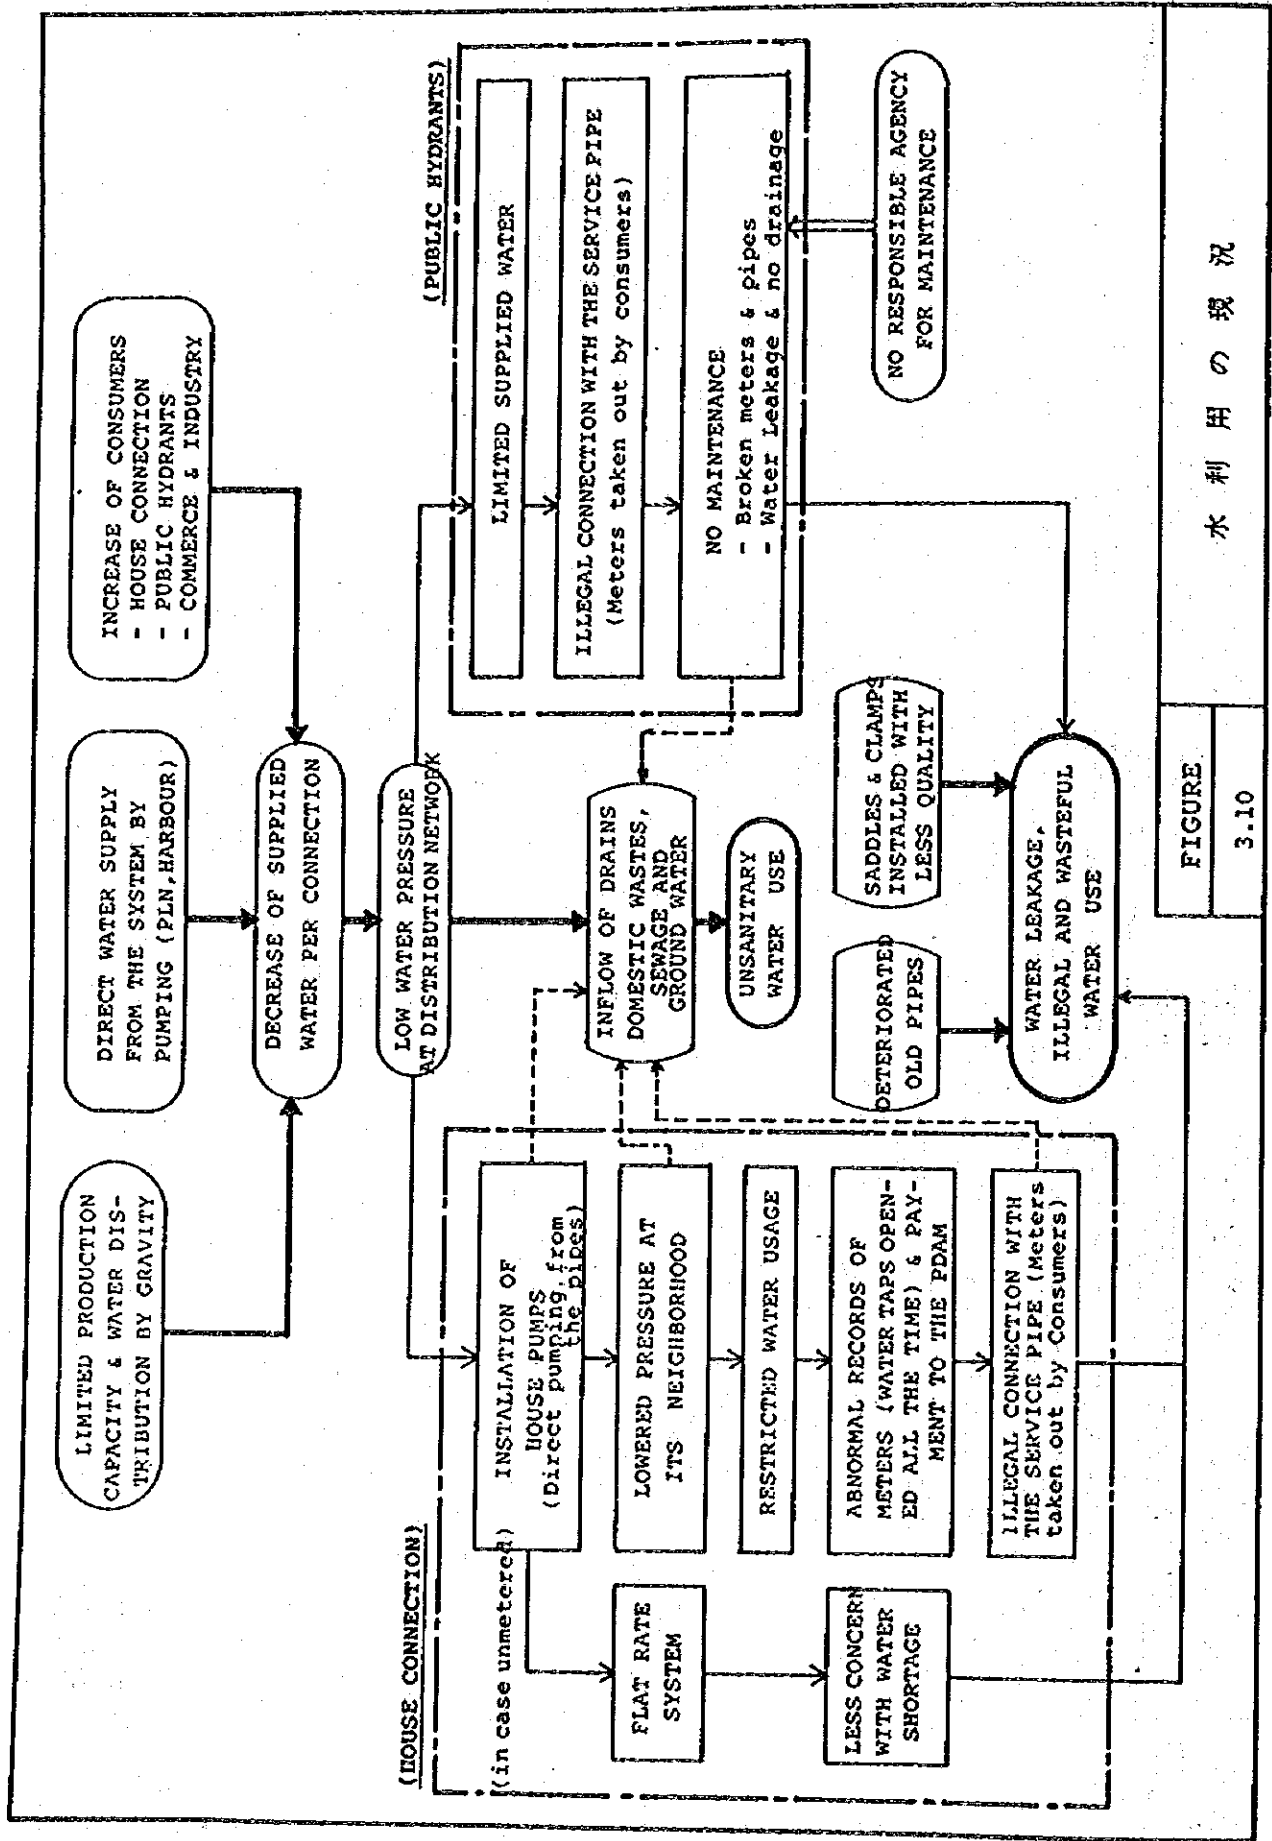 LIMITED PRODUCTION
CAPACITY & WATER DIS-
TRIBUTION BY GRAVITY
DIRECT WATER SUPPLY
FROM THE SYSTEM BY
PUMPING (PLN,HARBOUR)
INCREASE OF CONSUMERS
- HOUSE CONNECTION
- PUBLIC HYDRANTS
- COMMERCE & INDUSTRY
DECREASE OF SUPPLIED
WATER PER CONNECTION
LOW WATER PRESSURE
AT DISTRIBUTION NETWORK
(HOUSE CONNECTION)
(in case unmetered)
INSTALLATION OF
HOUSE PUMPS
(Direct pumping from
the pipes)
FLAT RATE
SYSTEM
LOWERED PRESSURE AT
ITS NEIGHBORHOOD
RESTRICTED WATER USAGE
LESS CONCERN
WITH WATER
SHORTAGE
ABNORMAL RECORDS OF
METERS (WATER TAPS OPEN-
ED ALL THE TIME) & PAY-
MENT TO THE PDAM
ILLEGAL CONNECTION WITH
THE SERVICE PIPE (Meters
taken out by Consumers)
INFLOW OF DRAINS
DOMESTIC WASTES,
SEWAGE AND
GROUND WATER
UNSANITARY
WATER USE
DETERIORATED
OLD PIPES
SADDLES & CLAMPS
INSTALLED WITH
LESS QUALITY
WATER LEAKAGE,
ILLEGAL AND WASTEFUL
WATER USE
(PUBLIC HYDRANTS)
LIMITED SUPPLIED WATER
ILLEGAL CONNECTION WITH THE SERVICE PIPE
(Meters taken out by consumers)
NO MAINTENANCE
- Broken meters & pipes
- Water Leakage & no drainage
NO RESPONSIBLE AGENCY
FOR MAINTENANCE
FIGURE
3.10
水利用の現況